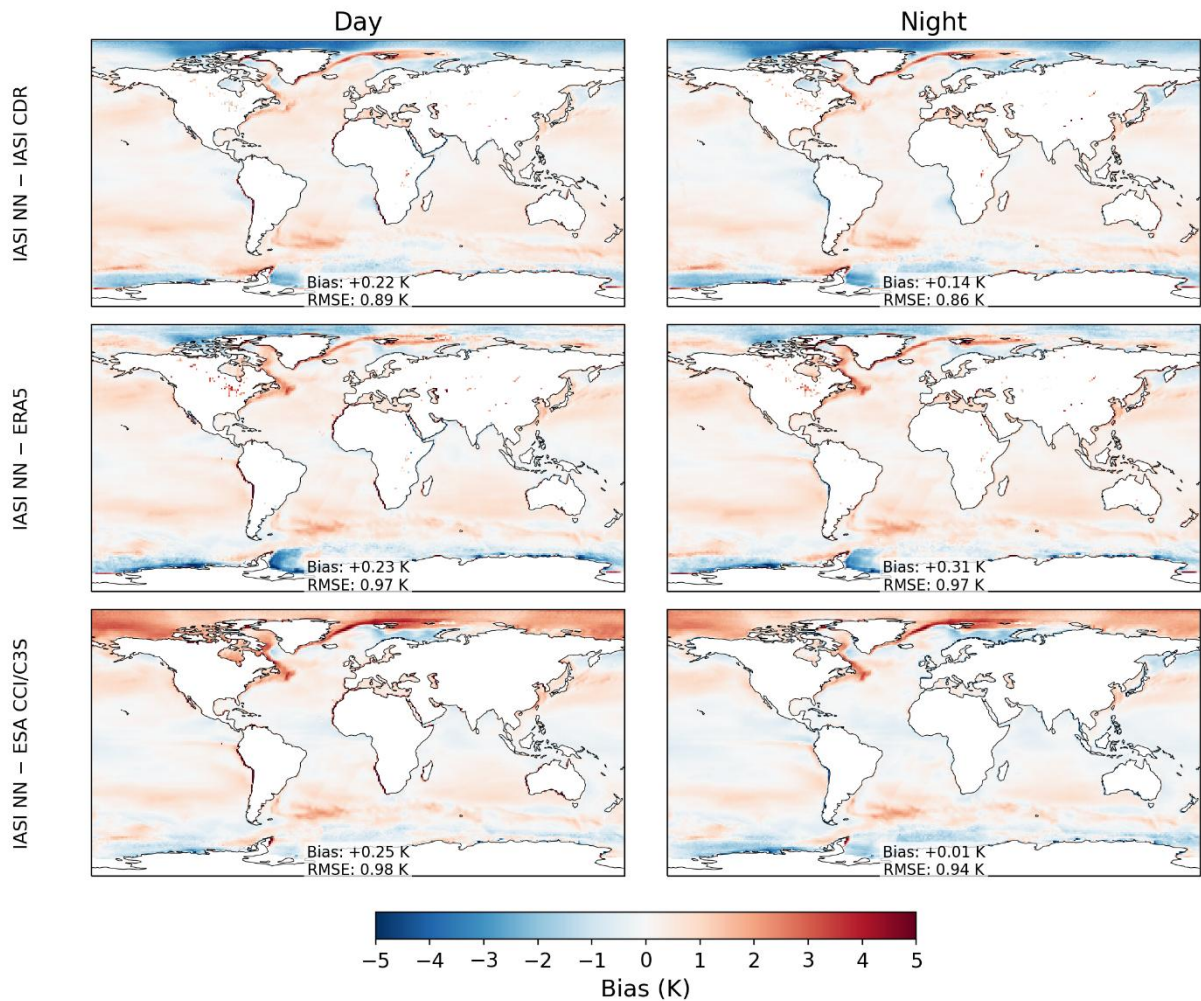 Day
Night
IASI NN − IASI CDR
Bias: +0.22 K
RMSE: 0.89 K
Bias: +0.14 K
RMSE: 0.86 K
IASI NN − ERA5
Bias: +0.23 K
RMSE: 0.97 K
Bias: +0.31 K
RMSE: 0.97 K
IASI NN − ESA CCI/C3S
Bias: +0.25 K
RMSE: 0.98 K
Bias: +0.01 K
RMSE: 0.94 K
−5 −4 −3 −2 −1 0 1 2 3 4 5
Bias (K)